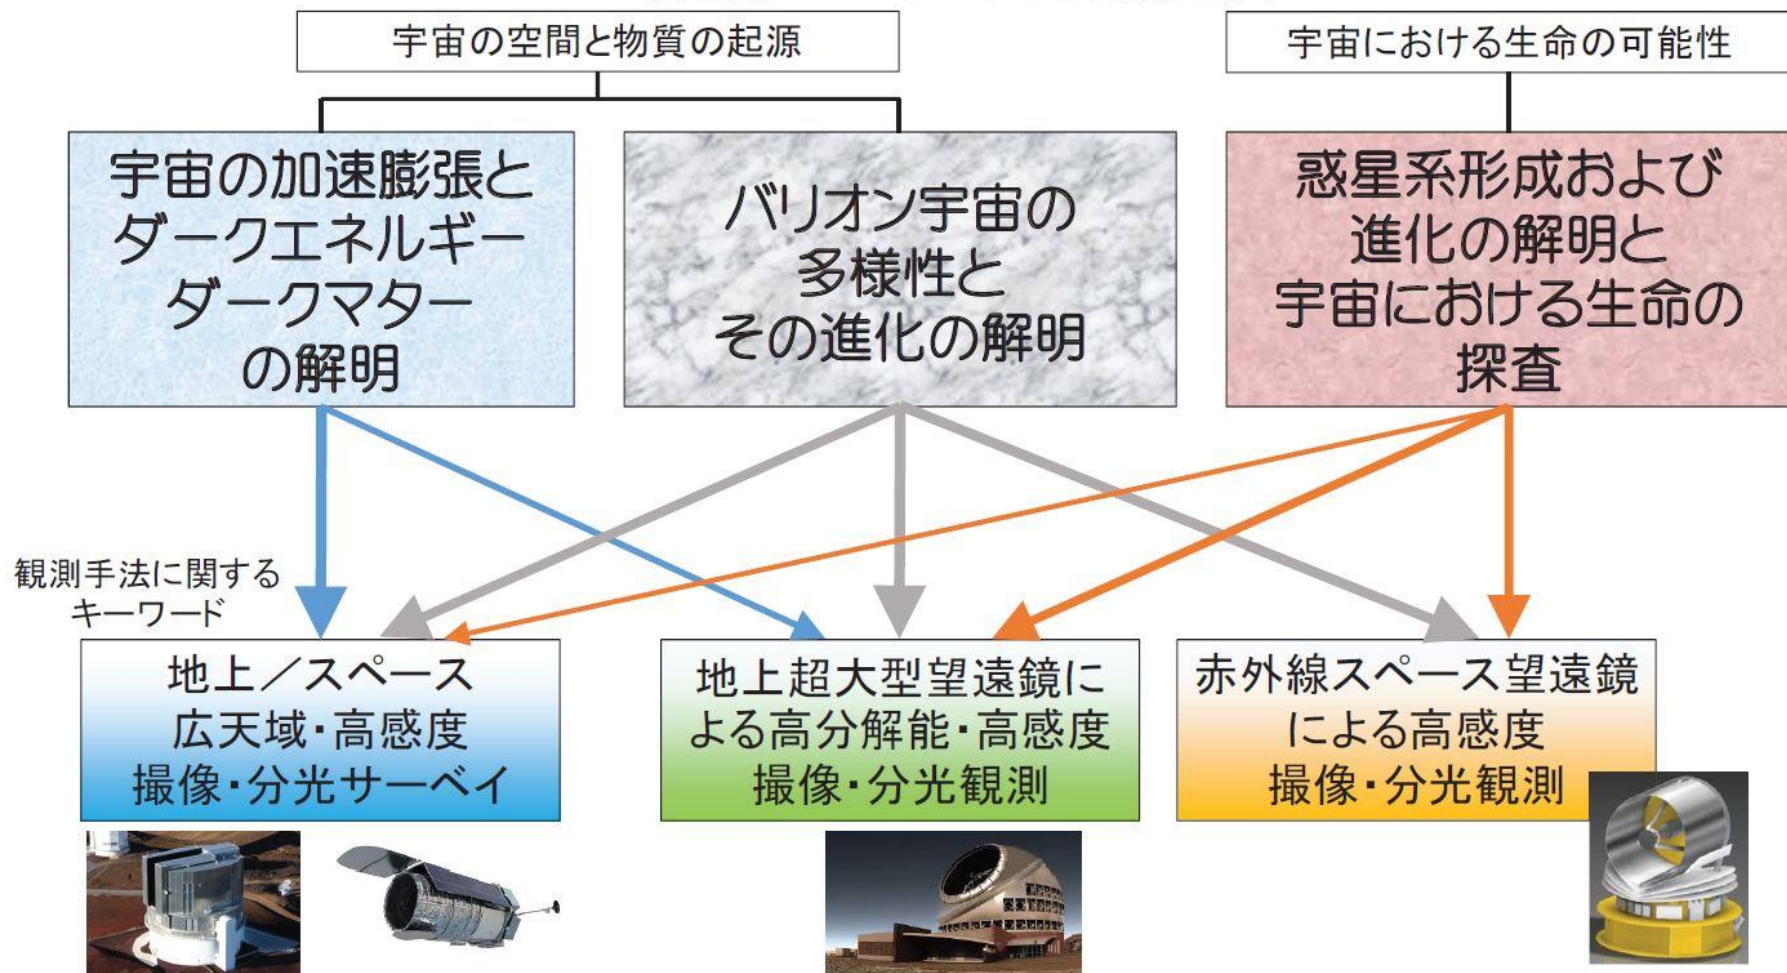 宇宙の空間と物質の起源
宇宙における生命の可能性
宇宙の加速膨張と
ダークエネルギー
ダークマター
の解明
バリオン宇宙の
多様性と
その進化の解明
惑星系形成および
進化の解明と
宇宙における生命の
探査
観測手法に関する
キーワード
地上／スペース
広天域・高感度
撮像・分光サーベイ
地上超大型望遠鏡に
よる高分解能・高感度
撮像・分光観測
赤外線スペース望遠鏡
による高感度
撮像・分光観測